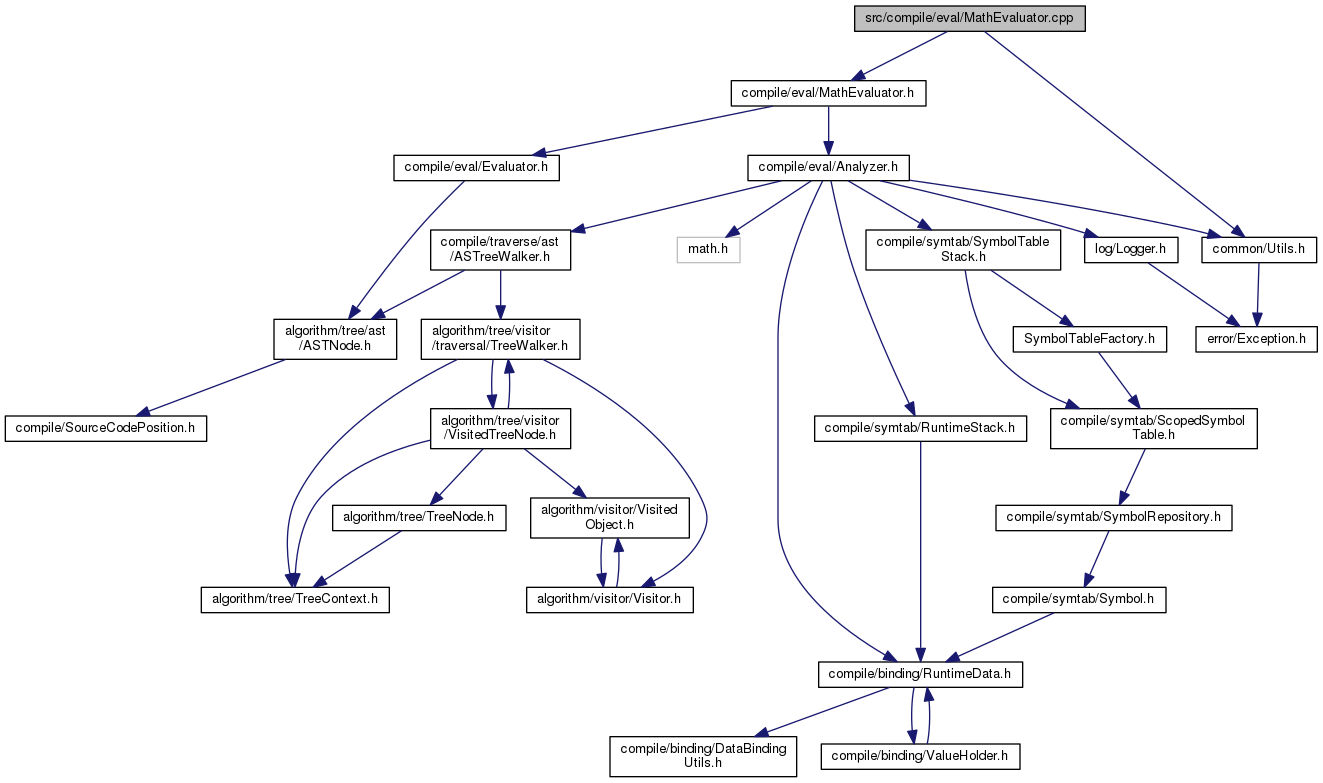 src/compile/eval/MathEvaluator.cpp
compile/eval/MathEvaluator.h
compile/eval/Evaluator.h
compile/eval/Analyzer.h
compile/traverse/ast
/ASTreeWalker.h
math.h
compile/symtab/SymbolTable
Stack.h
log/Logger.h
common/Utils.h
algorithm/tree/ast
/ASTNode.h
algorithm/tree/visitor
/traversal/TreeWalker.h
SymbolTableFactory.h
error/Exception.h
compile/SourceCodePosition.h
algorithm/tree/visitor
/VisitedTreeNode.h
compile/symtab/RuntimeStack.h
compile/symtab/ScopedSymbol
Table.h
algorithm/tree/TreeNode.h
algorithm/visitor/Visited
Object.h
compile/symtab/SymbolRepository.h
algorithm/tree/TreeContext.h
algorithm/visitor/Visitor.h
compile/symtab/Symbol.h
compile/binding/RuntimeData.h
compile/binding/DataBinding
Utils.h
compile/binding/ValueHolder.h